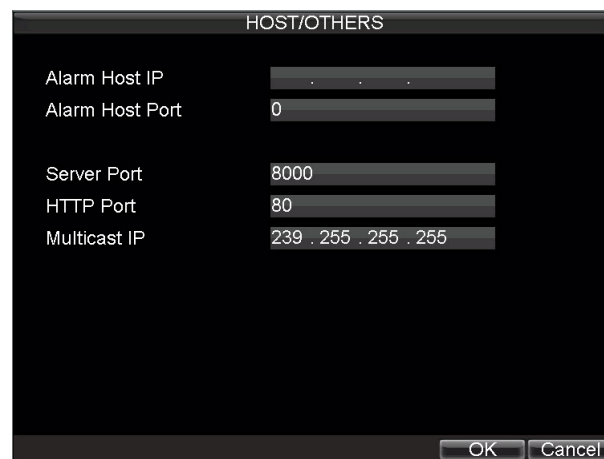 HOST/OTHERS
Alarm Host IP . . .
Alarm Host Port 0
Server Port 8000
HTTP Port 80
Multicast IP 239 . 255 . 255 . 255
OK Cancel